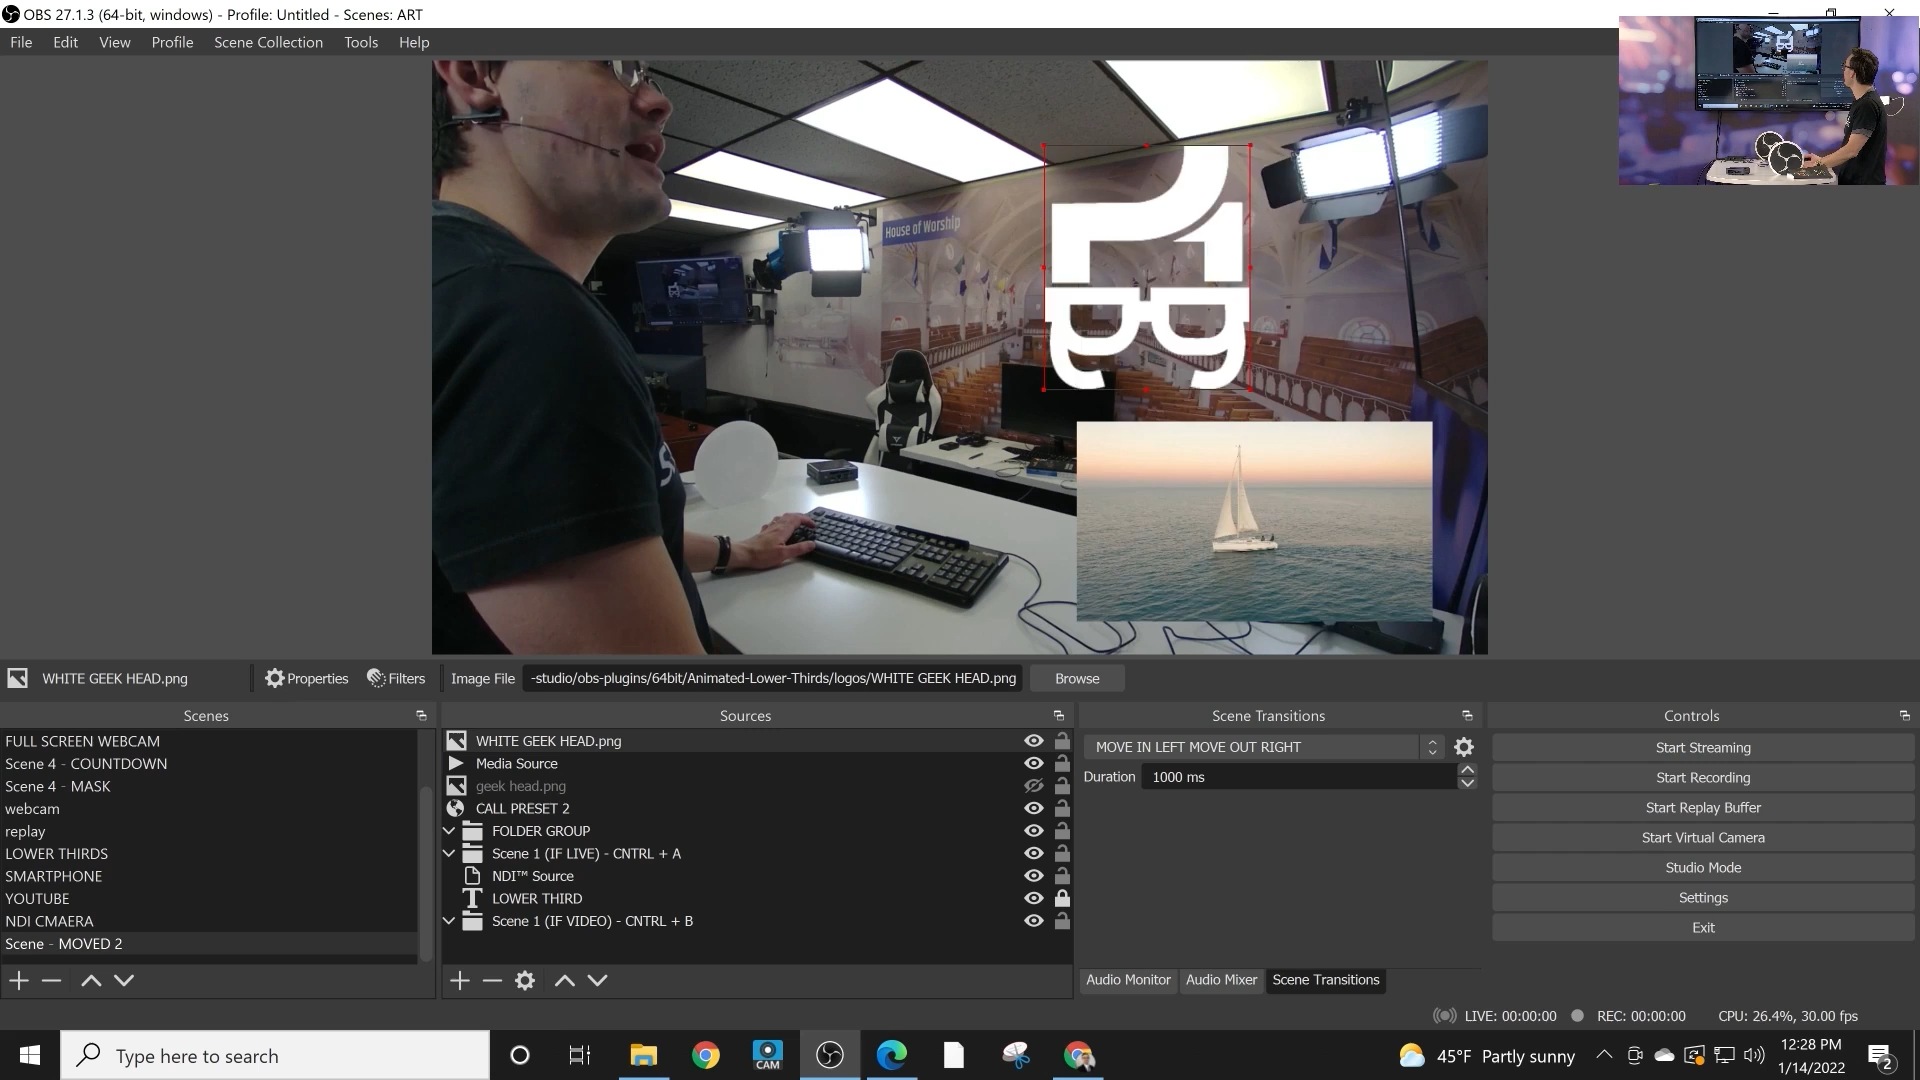 OBS 27.1.3 (64-bit, windows) - Profile: Untitled - Scenes: ART
File Edit View Profile Scene Collection Tools Help
House of Worship
WHITE GEEK HEAD.png Properties Filters Image File -studio/obs-plugins/64bit/Animated-Lower-Thirds/logos/WHITE GEEK HEAD.png Browse
Scenes
FULL SCREEN WEBCAM
Scene 4 - COUNTDOWN
Scene 4 - MASK
webcam
replay
LOWER THIRDS
SMARTPHONE
YOUTUBE
NDI CMAERA
Scene - MOVED 2
Sources
WHITE GEEK HEAD.png
Media Source
geek head.png
CALL PRESET 2
FOLDER GROUP
Scene 1 (IF LIVE) - CNTRL + A
NDI™ Source
LOWER THIRD
Scene 1 (IF VIDEO) - CNTRL + B
Scene Transitions
MOVE IN LEFT MOVE OUT RIGHT
Duration 1000 ms
Audio Monitor Audio Mixer Scene Transitions
Controls
Start Streaming
Start Recording
Start Replay Buffer
Start Virtual Camera
Studio Mode
Settings
Exit
LIVE: 00:00:00 REC: 00:00:00 CPU: 26.4%, 30.00 fps
Type here to search
CAM
45°F Partly sunny
12:28 PM
1/14/2022
2